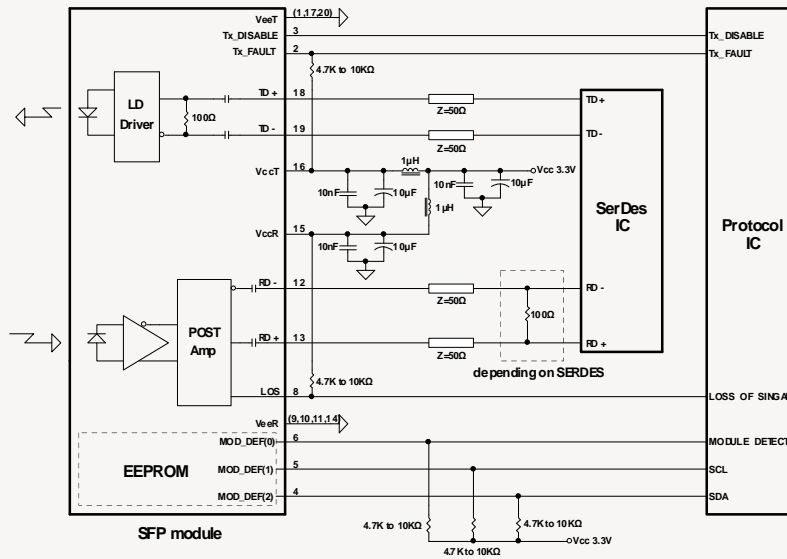 VeeT (1,17,20)
Tx_DISABLE 3 Tx_DISABLE
Tx_FAULT 2 Tx_FAULT
4.7K to 10KΩ
LD Driver
100Ω
TD+ 18 Z=50Ω TD+
TD- 19 Z=50Ω TD-
VccT 16 1μH Vcc 3.3V
10nF 10μF 10nF 10μF
1μH
SerDes IC
Protocol IC
VccR 15
10nF 10μF
RD- 12 Z=50Ω RD-
POST Amp
100Ω
RD+ 13 Z=50Ω RD+
depending on SERDES
4.7K to 10KΩ
LOS 8 LOSS OF SINGA
VeeR (9,10,11,14)
MOD_DEF(0) 6 MODULE DETECT
EEPROM
MOD_DEF(1) 5 SCL
MOD_DEF(2) 4 SDA
SFP module
4.7K to 10KΩ 4.7K to 10KΩ
Vcc 3.3V
4.7K to 10KΩ